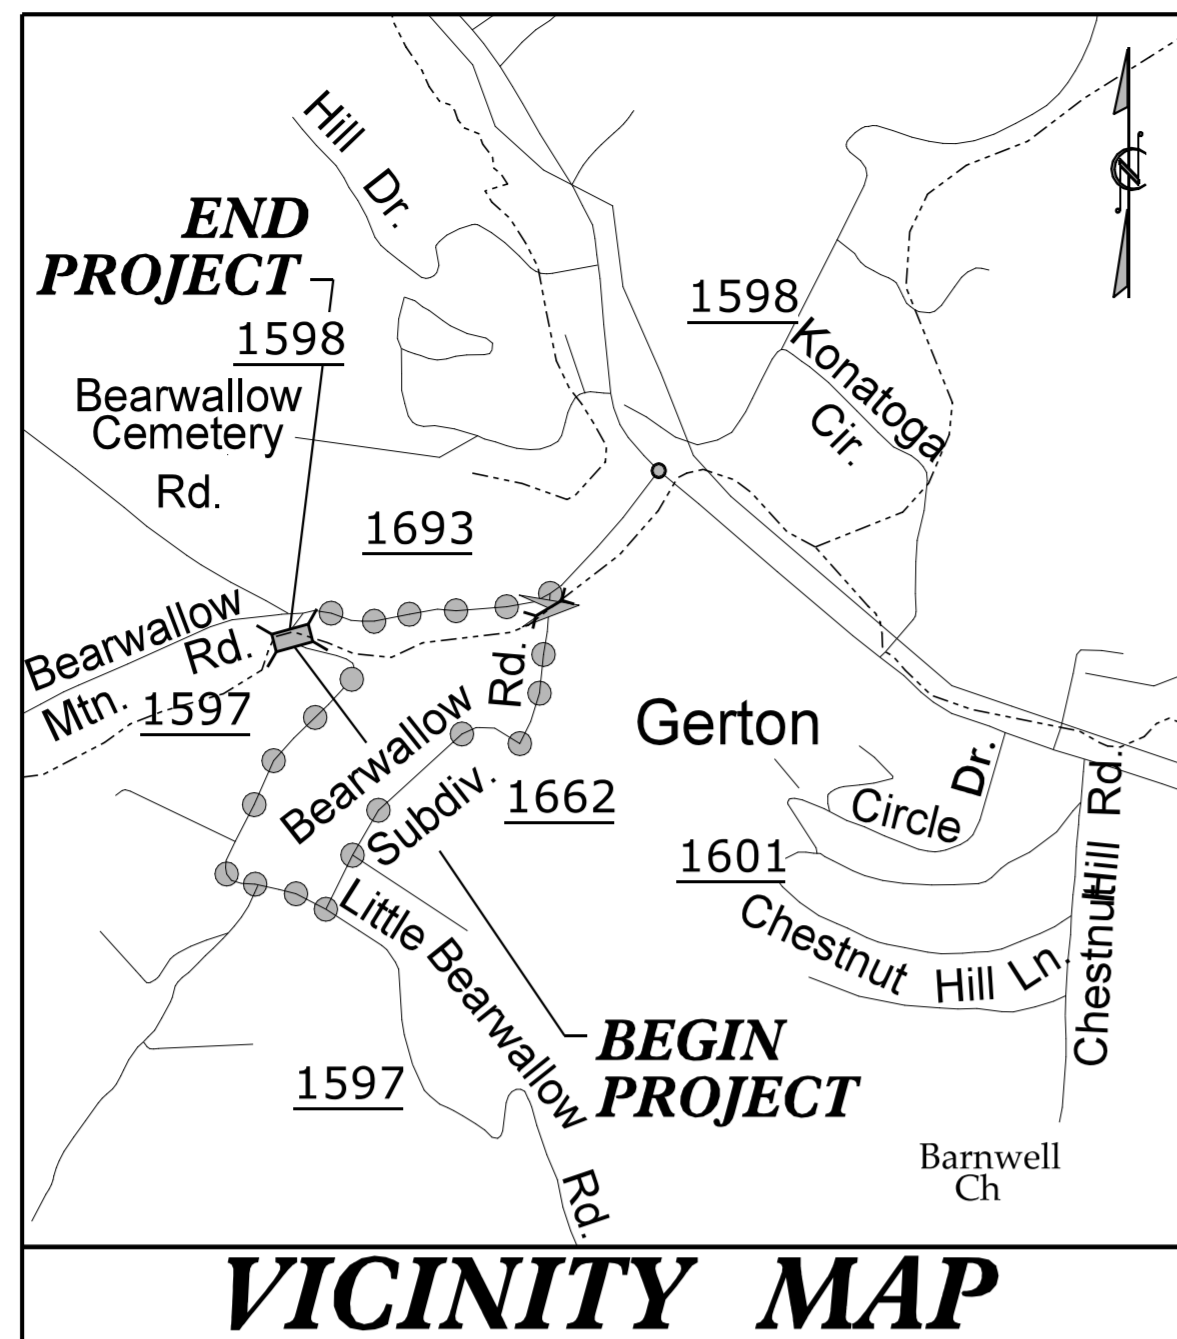 Hill Dr.
END
PROJECT
1598
1598
Konatoga
Cir.
Bearwallow
Cemetery
Rd.
1693
Bearwallow
Mtn. Rd.
1597
Bearwallow
Subdiv. Rd.
1662
Gerton
Circle Dr.
1601
Chestnut Hill Ln.
Chestnut Hill Rd.
Little Bearwallow Rd.
BEGIN
PROJECT
1597
Barnwell
Ch
N
VICINITY MAP